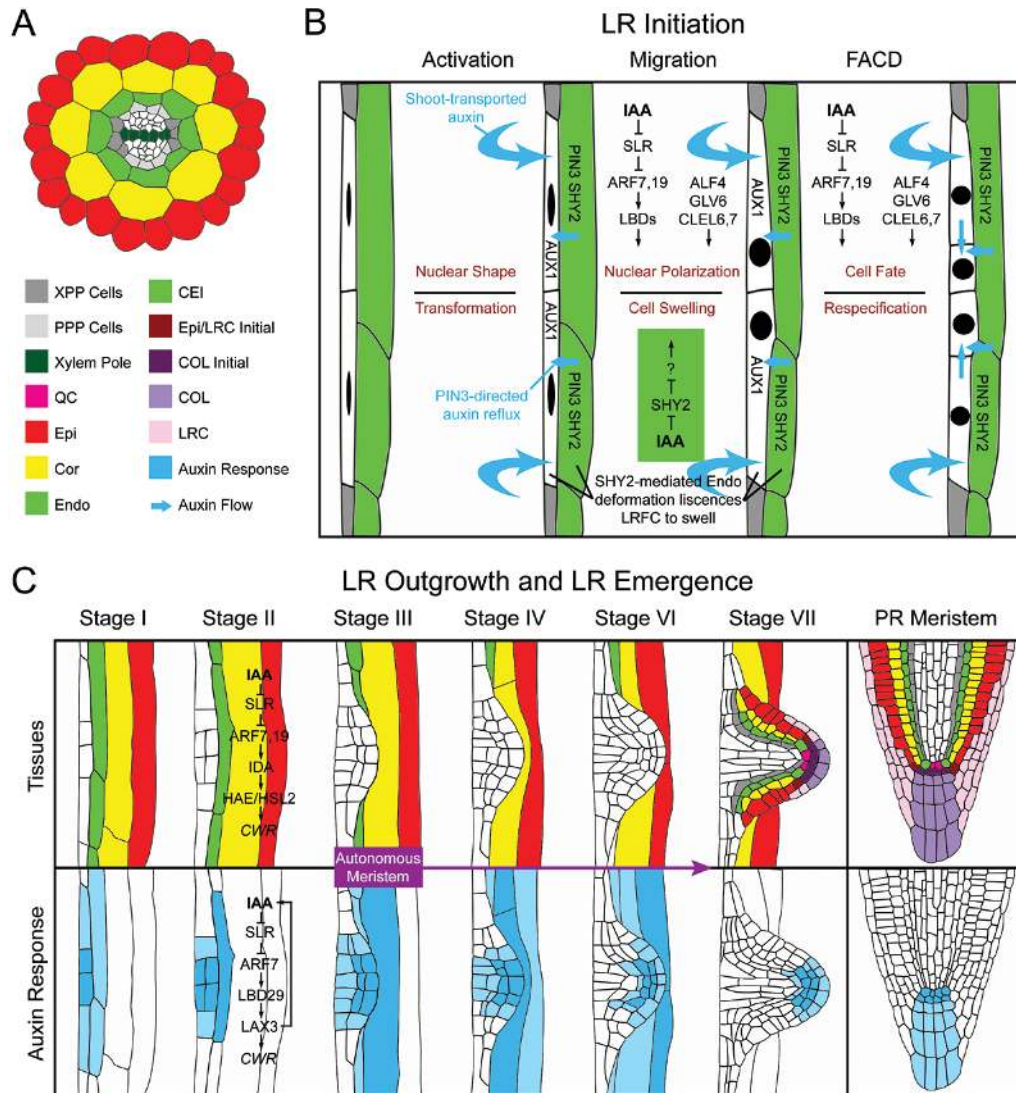 A
XPP Cells
PPP Cells
Xylem Pole
QC
Epi
Cor
Endo
CEI
Epi/LRC Initial
COL Initial
COL
LRC
Auxin Response
Auxin Flow
B
LR Initiation
Activation
Migration
FACD
Shoot-transported
auxin
PIN3 SHY2
AUX1
AUX1
PIN3 SHY2
Nuclear Shape
Transformation
PIN3-directed
auxin reflux
IAA
SLR
ARF7,19
LBDs
ALF4
GLV6
CLEL6,7
Nuclear Polarization
Cell Swelling
?
SHY2
IAA
SHY2-mediated Endo
deformation liscences
LRFC to swell
AUX1
PIN3 SHY2
AUX1
PIN3 SHY2
IAA
SLR
ARF7,19
LBDs
ALF4
GLV6
CLEL6,7
Cell Fate
Respecification
PIN3 SHY2
PIN3 SHY2
C
LR Outgrowth and LR Emergence
Stage I
Stage II
Stage III
Stage IV
Stage VI
Stage VII
PR Meristem
Tissues
IAA
SLR
ARF7,19
IDA
HAE/HSL2
CWR
Autonomous
Meristem
Auxin Response
IAA
SLR
ARF7
LBD29
LAX3
CWR